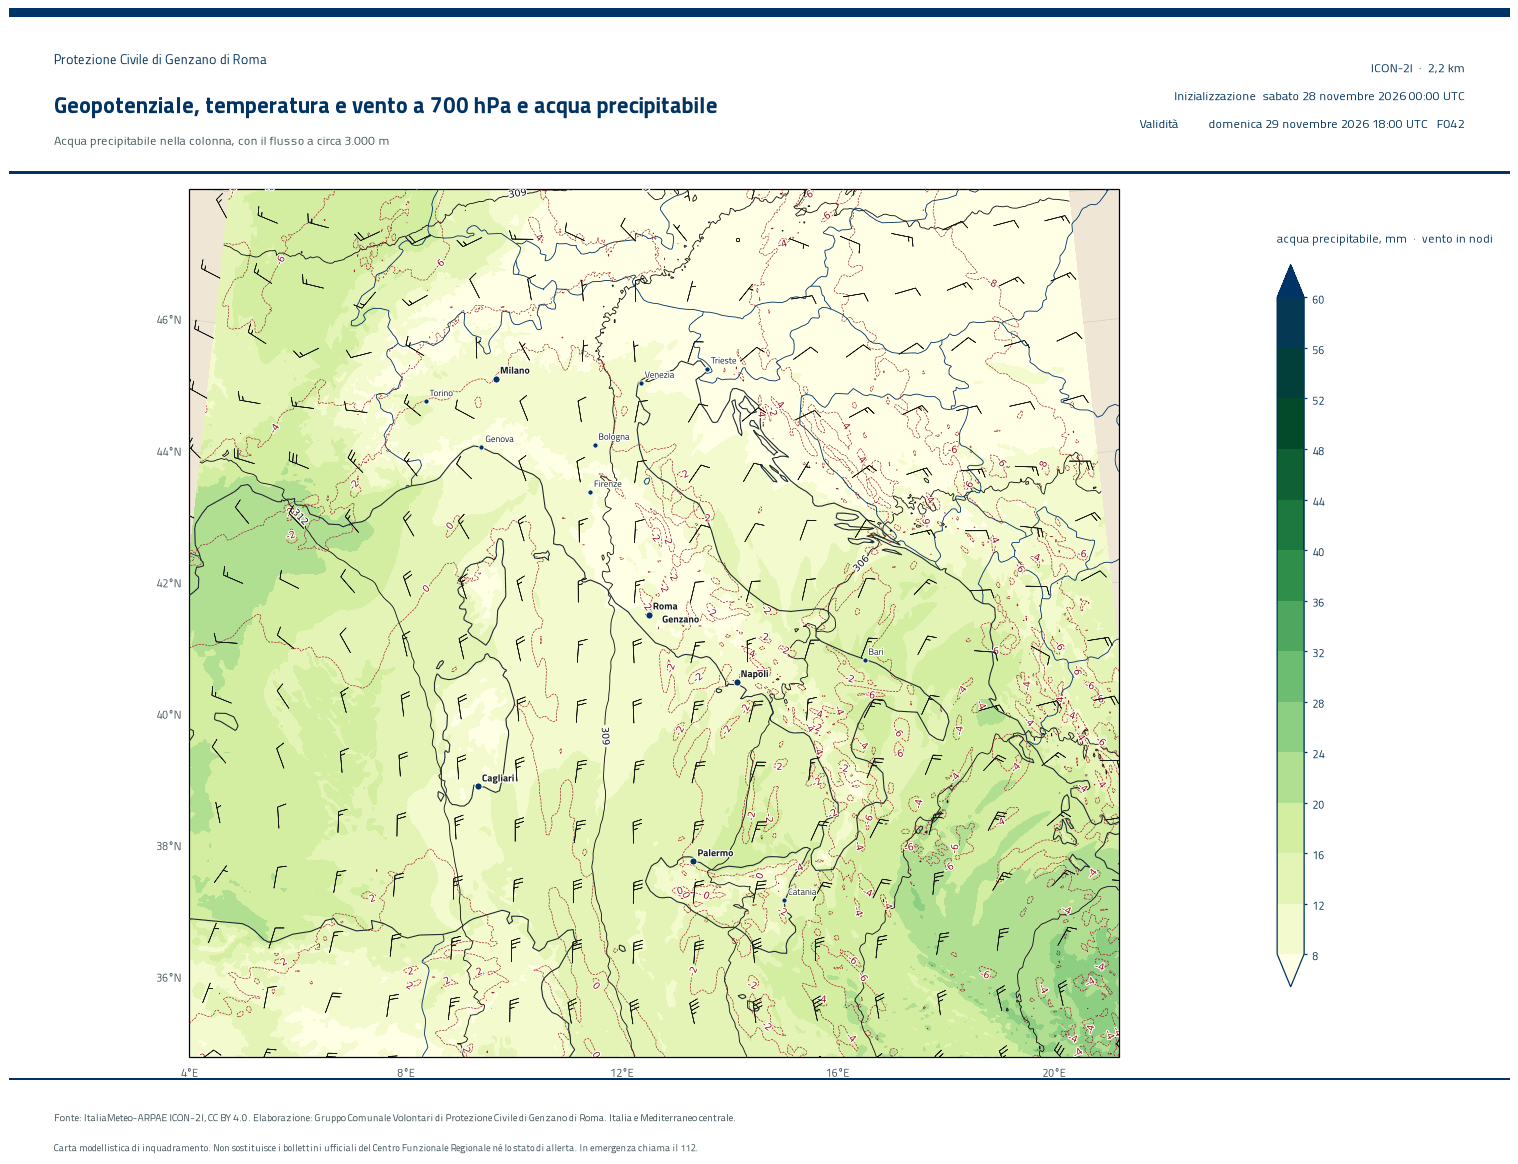 Protezione Civile di Genzano di Roma
Geopotenziale, temperatura e vento a 700 hPa e acqua precipitabile
Acqua precipitabile nella colonna, con il flusso a circa 3.000 m
ICON-2I · 2,2 km
Inizializzazione sabato 28 novembre 2026 00:00 UTC
Validità domenica 29 novembre 2026 18:00 UTC F042
acqua precipitabile, mm · vento in nodi
60
56
52
48
44
40
36
32
28
24
20
16
12
8
46°N
44°N
42°N
40°N
38°N
36°N
4°E
8°E
12°E
16°E
20°E
309
312
306
309
Milano
Torino
Venezia
Trieste
Genova
Bologna
Firenze
Roma
Genzano
Napoli
Bari
Cagliari
Palermo
Catania
Fonte: ItaliaMeteo-ARPAE ICON-2I, CC BY 4.0. Elaborazione: Gruppo Comunale Volontari di Protezione Civile di Genzano di Roma. Italia e Mediterraneo centrale.
Carta modellistica di inquadramento. Non sostituisce i bollettini ufficiali del Centro Funzionale Regionale né lo stato di allerta. In emergenza chiama il 112.